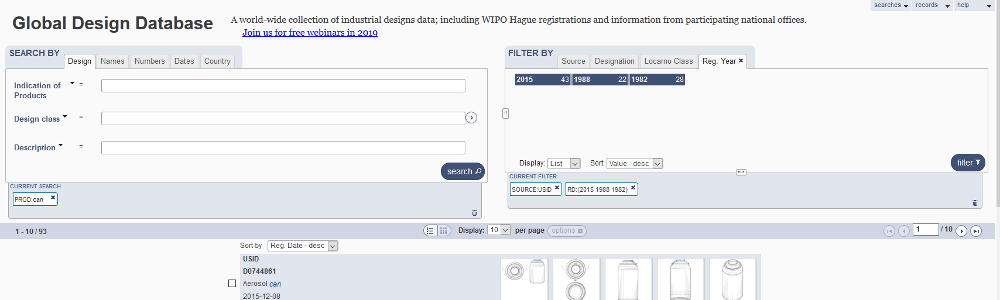 searches
records
help
Global Design Database
A world-wide collection of industrial designs data; including WIPO Hague registrations and information from participating national offices.
Join us for free webinars in 2019
SEARCH BY
Design
Names
Numbers
Dates
Country
Indication of
Products
=
Design class
=
Description
=
search
CURRENT SEARCH
PROD:can
FILTER BY
Source
Designation
Locarno Class
Reg. Year
2015 43
1988 22
1982 28
Display: List
Sort: Value - desc
filter
CURRENT FILTER
SOURCE:USID
RD:(2015 1988 1982)
1 - 10 / 93
Display: 10 per page
options
1 / 10
Sort by Reg. Date - desc
USID
D0744861
Aerosol can
2015-12-08